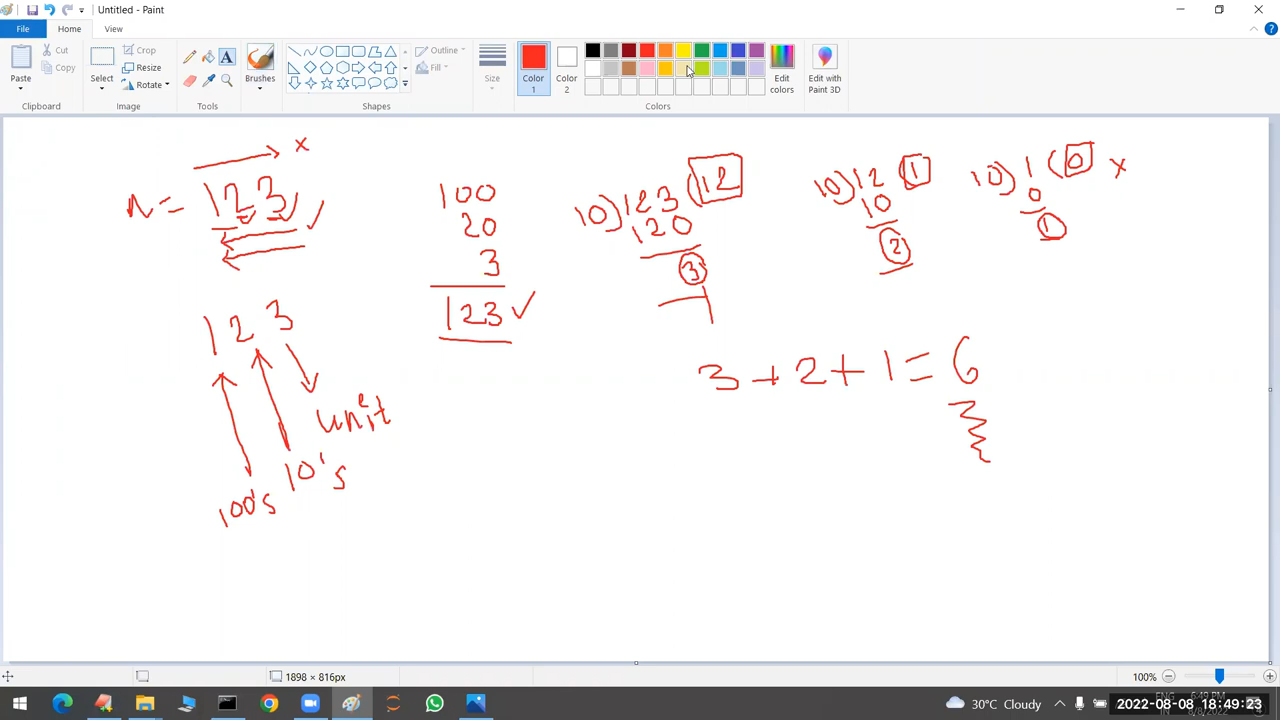 Untitled - Paint
File
Home
View
Paste
Cut
Copy
Clipboard
Select
Crop
Resize
Rotate
Image
Tools
Brushes
Shapes
Outline
Fill
Size
Color 1
Color 2
Colors
Edit colors
Edit with Paint 3D
n = 123 x
100
20
3
123
10) 123 (12
120
3
10) 12 1
10
2
10) 1 (0 x
0
1
1 2 3
unit
10's
100's
3 + 2 + 1 = 6
1898 × 816px
100%
30°C Cloudy
2022-08-08 18:49:23